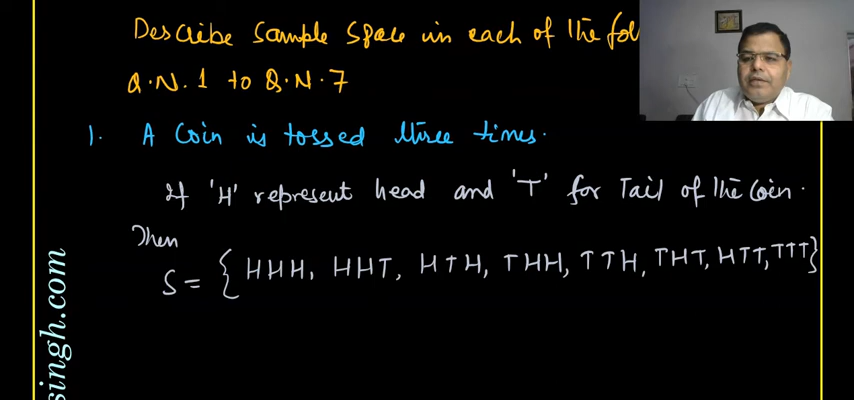 Describe Sample Space in each of the fol
Q.N. 1 to Q.N. 7
1. A Coin is tossed three times.
If 'H' represent head and 'T' for Tail of the Coin.
Then
S = { HHH, HHT, HTH, THH, TTH, THT, HTT, TTT}
singh.com